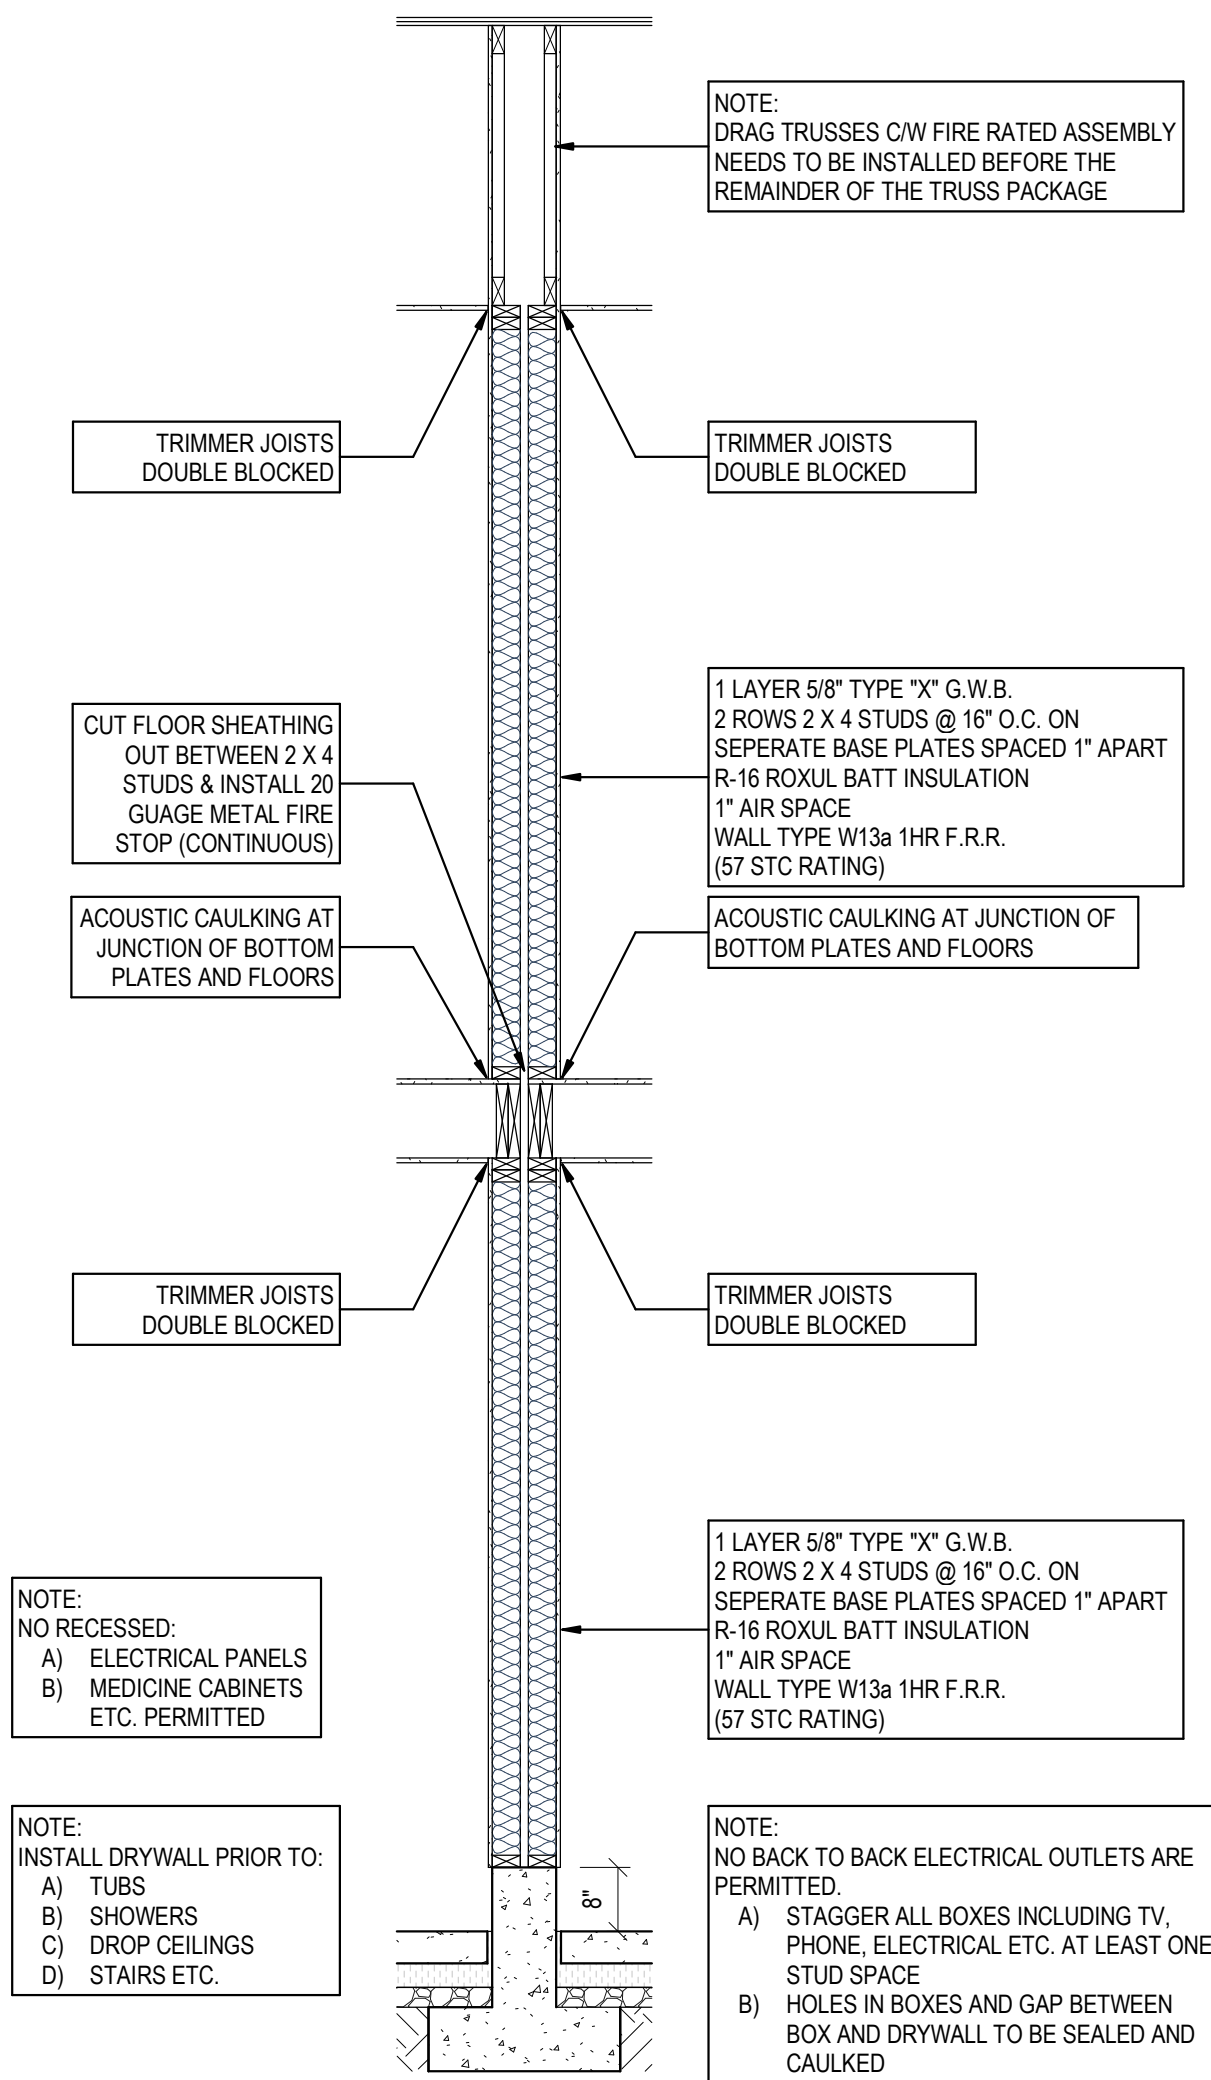 NOTE:
DRAG TRUSSES C/W FIRE RATED ASSEMBLY
NEEDS TO BE INSTALLED BEFORE THE
REMAINDER OF THE TRUSS PACKAGE
TRIMMER JOISTS
DOUBLE BLOCKED
TRIMMER JOISTS
DOUBLE BLOCKED
CUT FLOOR SHEATHING
OUT BETWEEN 2 X 4
STUDS & INSTALL 20
GUAGE METAL FIRE
STOP (CONTINUOUS)
1 LAYER 5/8" TYPE "X" G.W.B.
2 ROWS 2 X 4 STUDS @ 16" O.C. ON
SEPERATE BASE PLATES SPACED 1" APART
R-16 ROXUL BATT INSULATION
1" AIR SPACE
WALL TYPE W13a 1HR F.R.R.
(57 STC RATING)
ACOUSTIC CAULKING AT
JUNCTION OF BOTTOM
PLATES AND FLOORS
ACOUSTIC CAULKING AT JUNCTION OF
BOTTOM PLATES AND FLOORS
TRIMMER JOISTS
DOUBLE BLOCKED
TRIMMER JOISTS
DOUBLE BLOCKED
1 LAYER 5/8" TYPE "X" G.W.B.
2 ROWS 2 X 4 STUDS @ 16" O.C. ON
SEPERATE BASE PLATES SPACED 1" APART
R-16 ROXUL BATT INSULATION
1" AIR SPACE
WALL TYPE W13a 1HR F.R.R.
(57 STC RATING)
NOTE:
NO RECESSED:
A) ELECTRICAL PANELS
B) MEDICINE CABINETS
ETC. PERMITTED
NOTE:
INSTALL DRYWALL PRIOR TO:
A) TUBS
B) SHOWERS
C) DROP CEILINGS
D) STAIRS ETC.
8"
NOTE:
NO BACK TO BACK ELECTRICAL OUTLETS ARE
PERMITTED.
A) STAGGER ALL BOXES INCLUDING TV,
PHONE, ELECTRICAL ETC. AT LEAST ONE
STUD SPACE
B) HOLES IN BOXES AND GAP BETWEEN
BOX AND DRYWALL TO BE SEALED AND
CAULKED